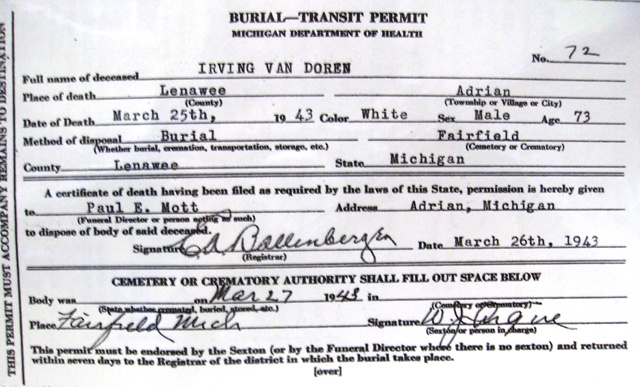 BURIAL—TRANSIT PERMIT
MICHIGAN DEPARTMENT OF HEALTH
No. 72
Full name of deceased IRVING VAN DOREN
Place of death Lenawee Adrian
(County) (Township or Village or City)
Date of Death March 25th, 1943 Color White Sex Male Age 73
Method of disposal Burial Fairfield
(Whether burial, cremation, transportation, storage, etc.) (Cemetery or Crematory)
County Lenawee State Michigan
A certificate of death having been filed as required by the laws of this State, permission is hereby given
to Paul E. Mott Address Adrian, Michigan
(Funeral Director or person acting as such)
to dispose of body of said deceased.
Signature Ballenberger Date March 26th, 1943
(Registrar)
CEMETERY OR CREMATORY AUTHORITY SHALL FILL OUT SPACE BELOW
Body was on Mar 27 1943 in
(State whether cremated, buried, stored, etc.) (Cemetery or Crematory)
Place Fairfield Mich Signature
(Sexton or person in charge)
This permit must be endorsed by the Sexton (or by the Funeral Director where there is no sexton) and returned
within seven days to the Registrar of the district in which the burial takes place.
[over]
THIS PERMIT MUST ACCOMPANY REMAINS TO DESTINATION